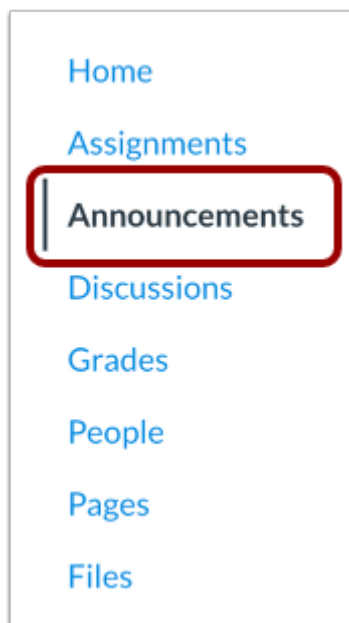 Home
Assignments
Announcements
Discussions
Grades
People
Pages
Files